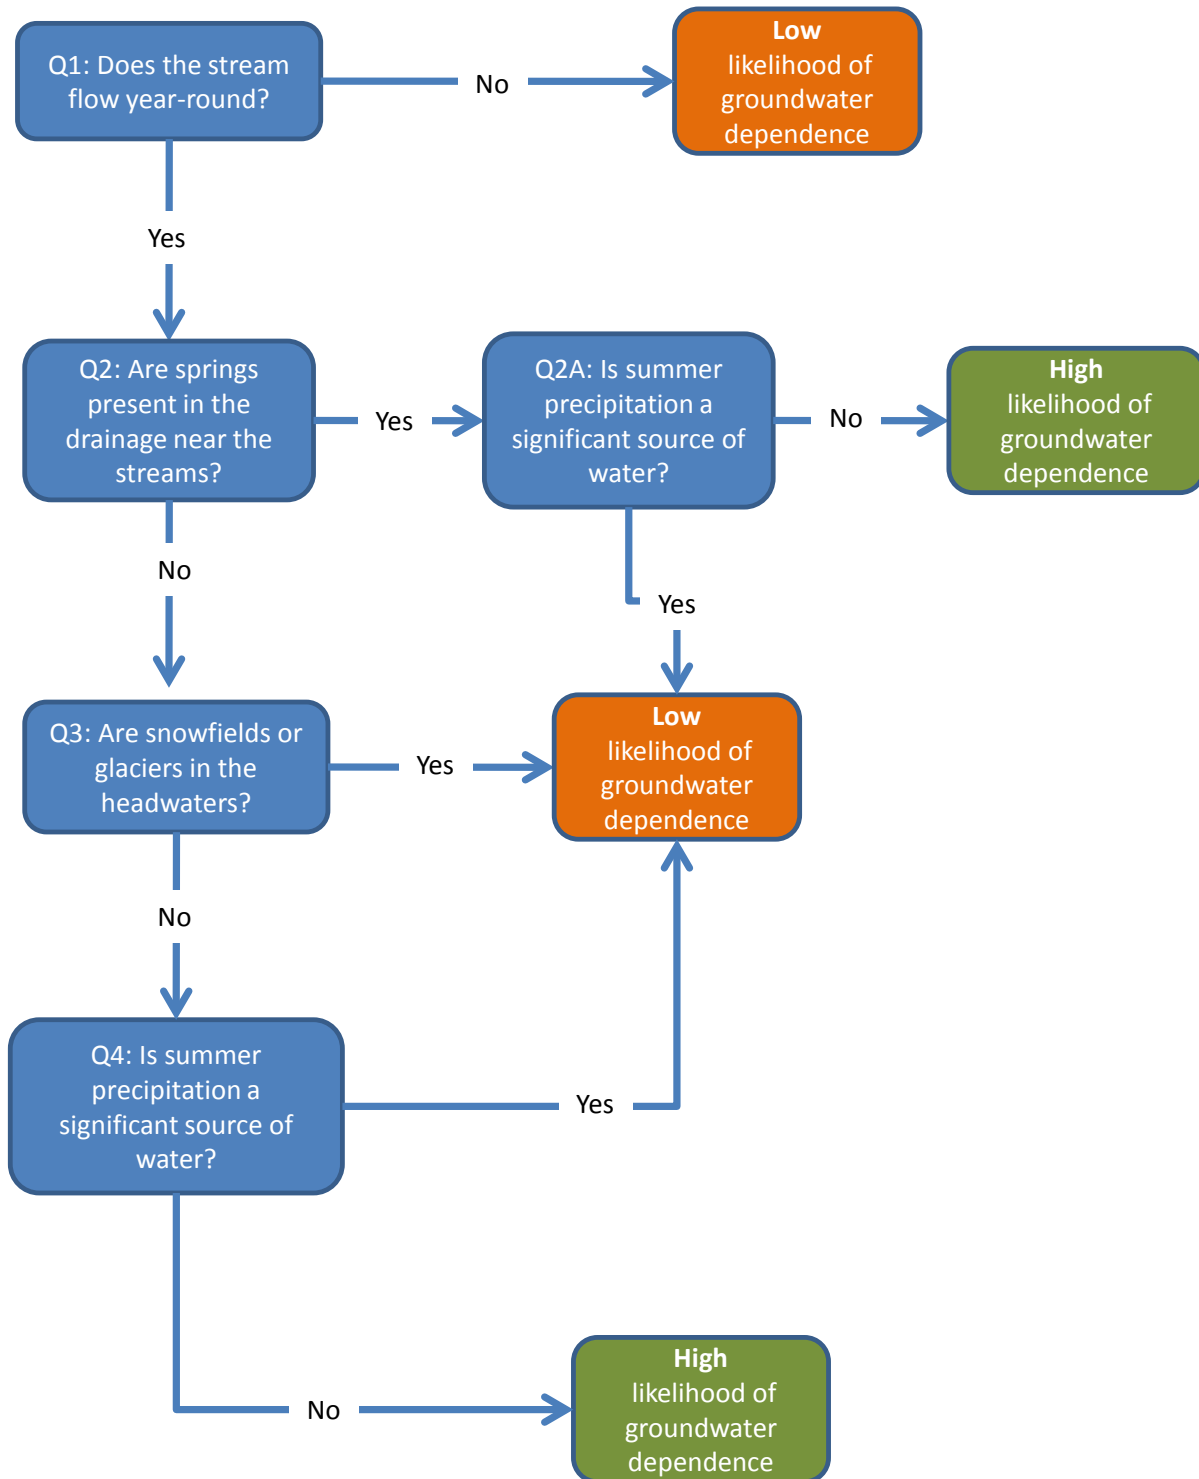 Q1: Does the stream
flow year-round?
No
Low
likelihood of
groundwater
dependence
Yes
Q2: Are springs
present in the
drainage near the
streams?
Yes
Q2A: Is summer
precipitation a
significant source of
water?
No
High
likelihood of
groundwater
dependence
No
Yes
Q3: Are snowfields or
glaciers in the
headwaters?
Yes
Low
likelihood of
groundwater
dependence
No
Q4: Is summer
precipitation a
significant source of
water?
Yes
No
High
likelihood of
groundwater
dependence